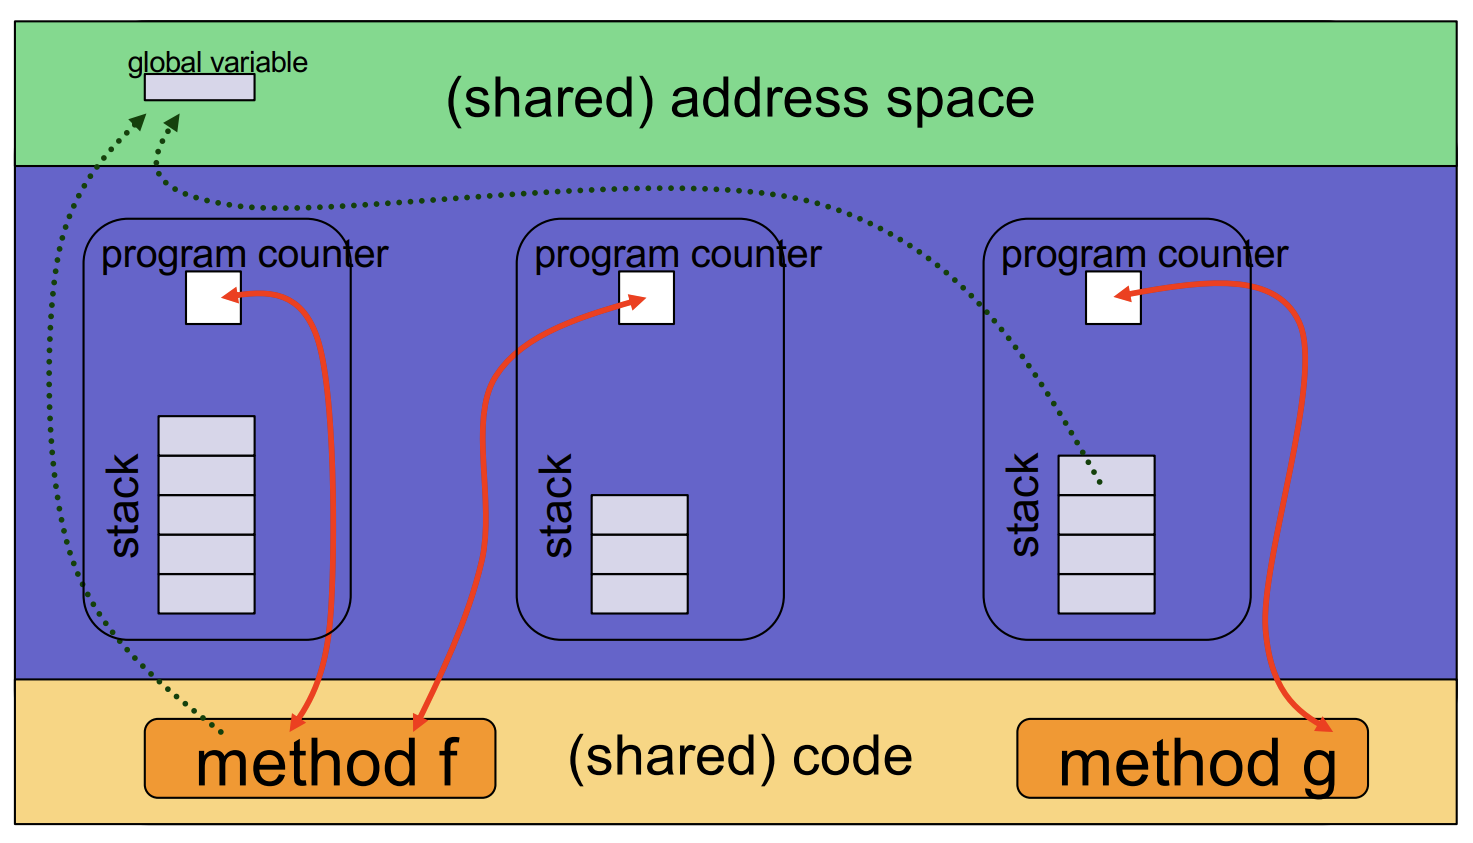 global variable
(shared) address space
program counter
program counter
program counter
stack
stack
stack
method f
(shared) code
method g